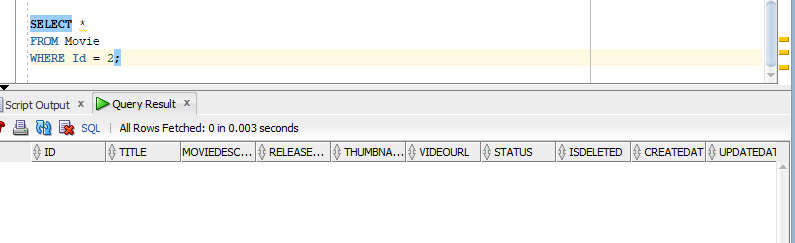 SELECT *
FROM Movie
WHERE Id = 2;
Script Output x Query Result x
SQL | All Rows Fetched: 0 in 0.003 seconds
ID TITLE MOVIEDESC... RELEASE... THUMBNA... VIDEOURL STATUS ISDELETED CREATEDAT UPDATEDAT